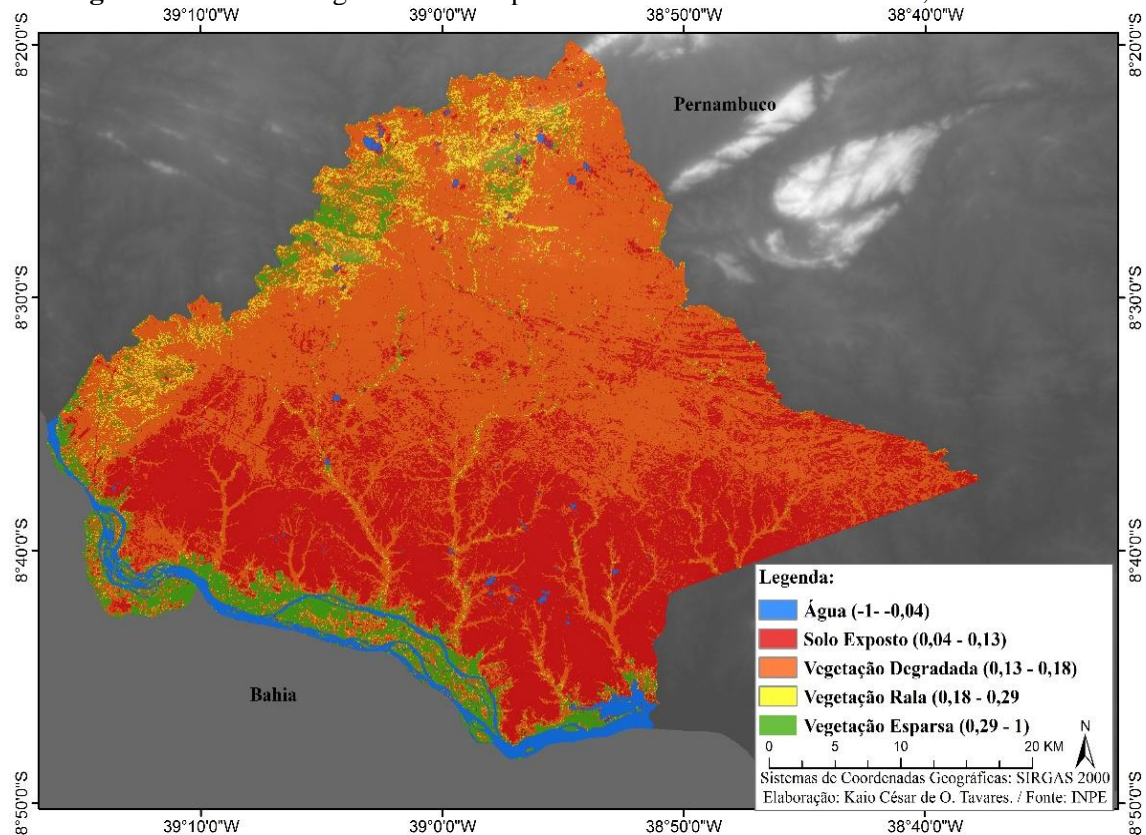 39°10'0"W 39°0'0"W 38°50'0"W 38°40'0"W
8°20'0"S 8°20'0"S
Pernambuco
8°30'0"S 8°30'0"S
8°40'0"S 8°40'0"S
Bahia
Legenda:
Água (-1- -0,04)
Solo Exposto (0,04 - 0,13)
Vegetação Degradada (0,13 - 0,18)
Vegetação Rala (0,18 - 0,29
Vegetação Esparsa (0,29 - 1)
N
0 5 10 20 KM
Sistemas de Coordenadas Geográficas: SIRGAS 2000
Elaboração: Kaio César de O. Tavares. / Fonte: INPE
8°50'0"S 8°50'0"S
39°10'0"W 39°0'0"W 38°50'0"W 38°40'0"W